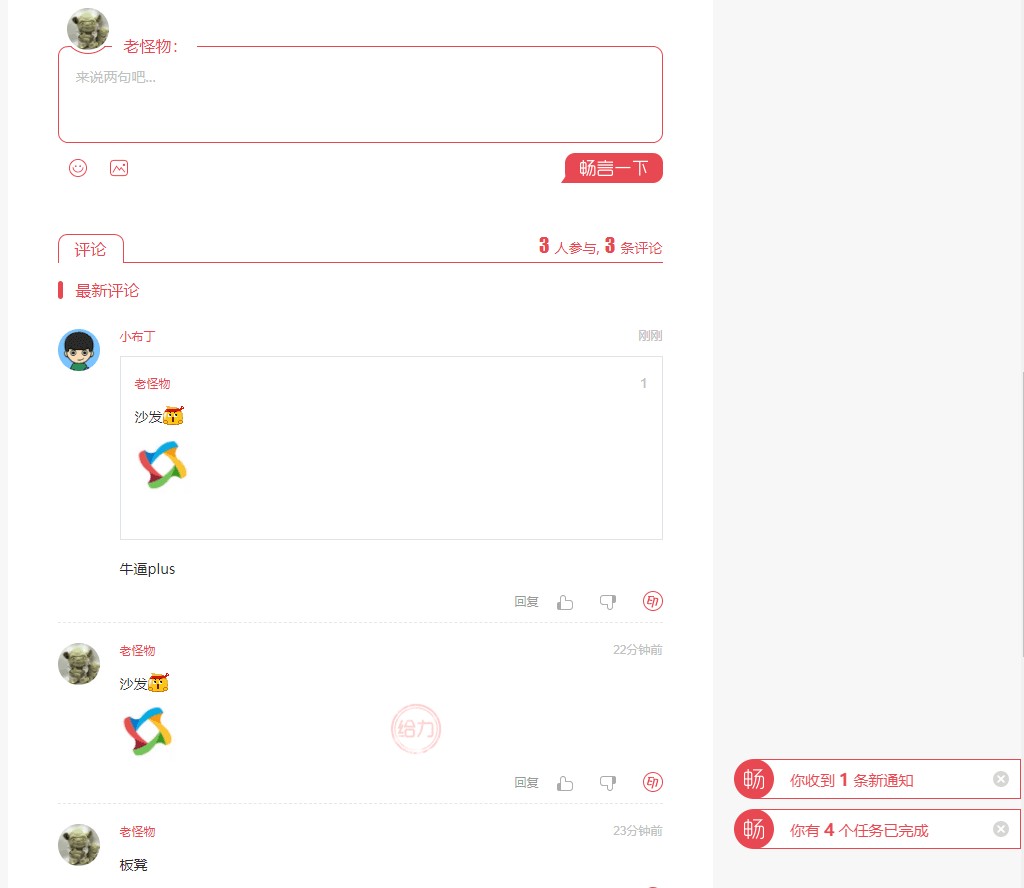 老怪物：
来说两句吧...
畅言一下
评论
3 人参与, 3 条评论
最新评论
小布丁
刚刚
老怪物
1
沙发
牛逼plus
回复
印
老怪物
22分钟前
沙发
给力
回复
印
老怪物
23分钟前
板凳
畅
你收到 1 条新通知
畅
你有 4 个任务已完成